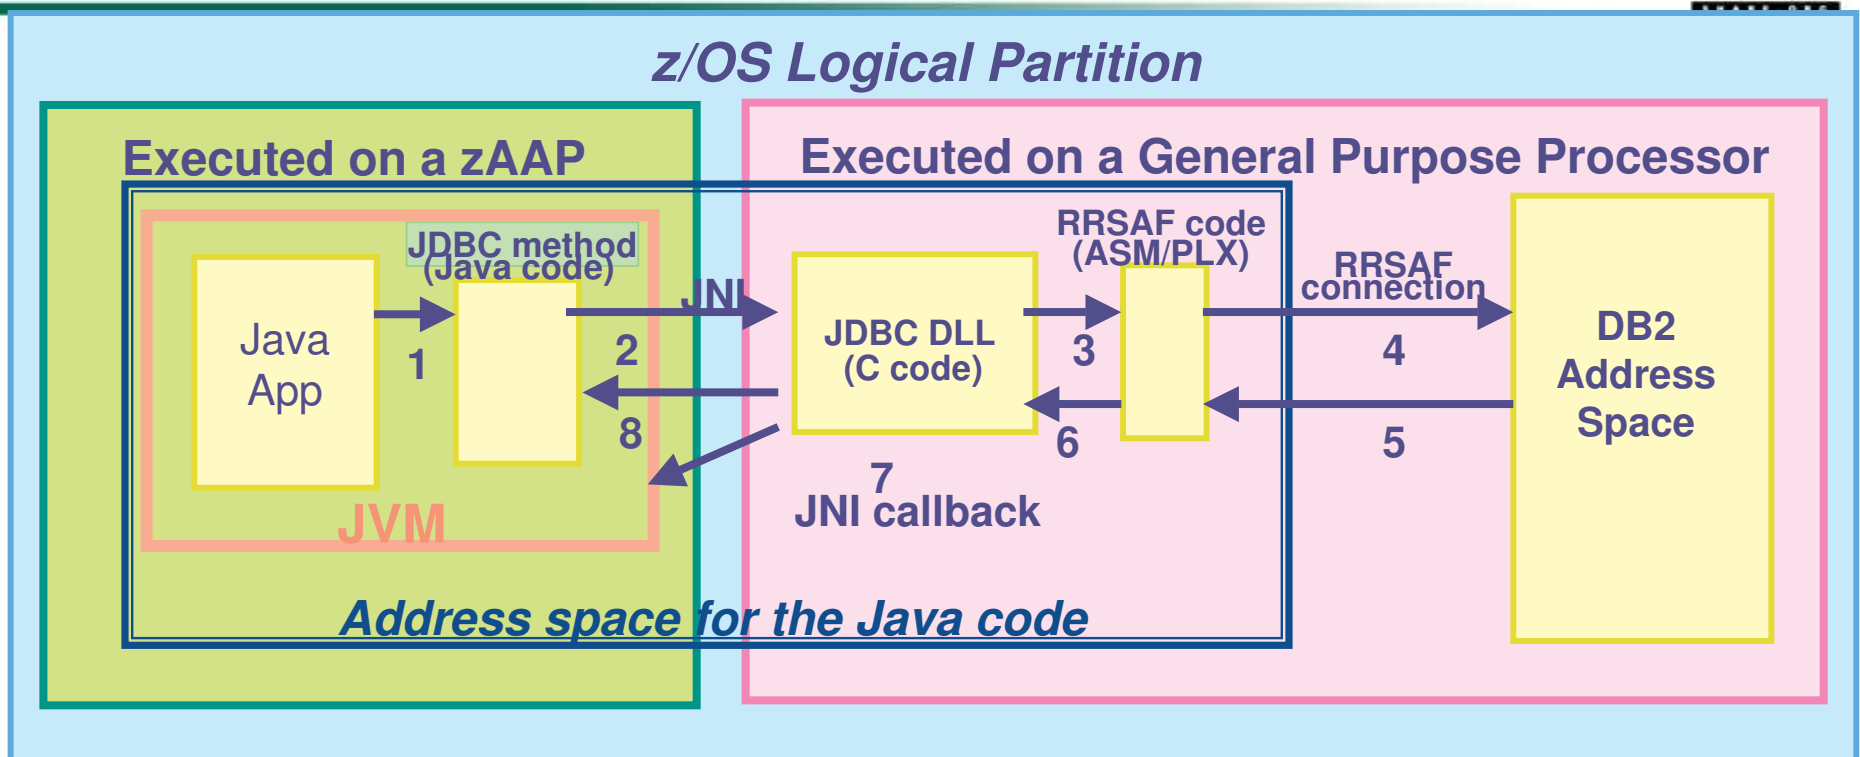 z/OS Logical Partition
Executed on a zAAP
Executed on a General Purpose Processor
JDBC method
(Java code)
RRSAF code
(ASM/PLX)
RRSAF
connection
JNI
Java
App
1
2
8
JDBC DLL
(C code)
3
6
4
5
DB2
Address
Space
7
JNI callback
JVM
Address space for the Java code